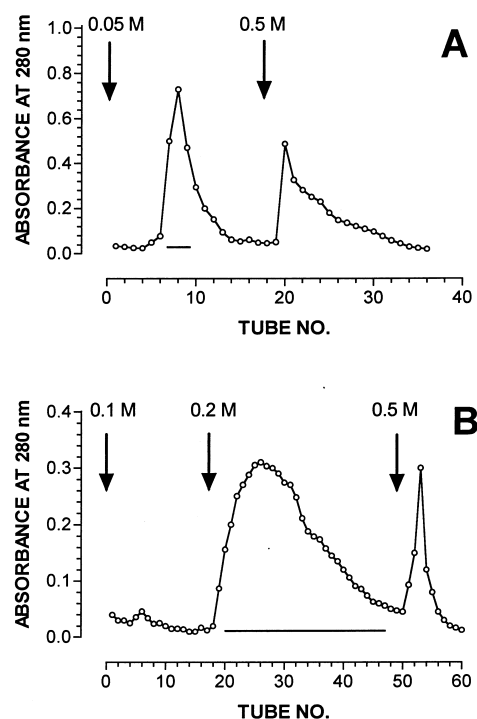 0.05 M 0.5 M
A
ABSORBANCE AT 280 nm
1.0
0.8
0.6
0.4
0.2
0.0
0 10 20 30 40
TUBE NO.
0.1 M 0.2 M 0.5 M
B
ABSORBANCE AT 280 nm
0.4
0.3
0.2
0.1
0.0
0 10 20 30 40 50 60
TUBE NO.